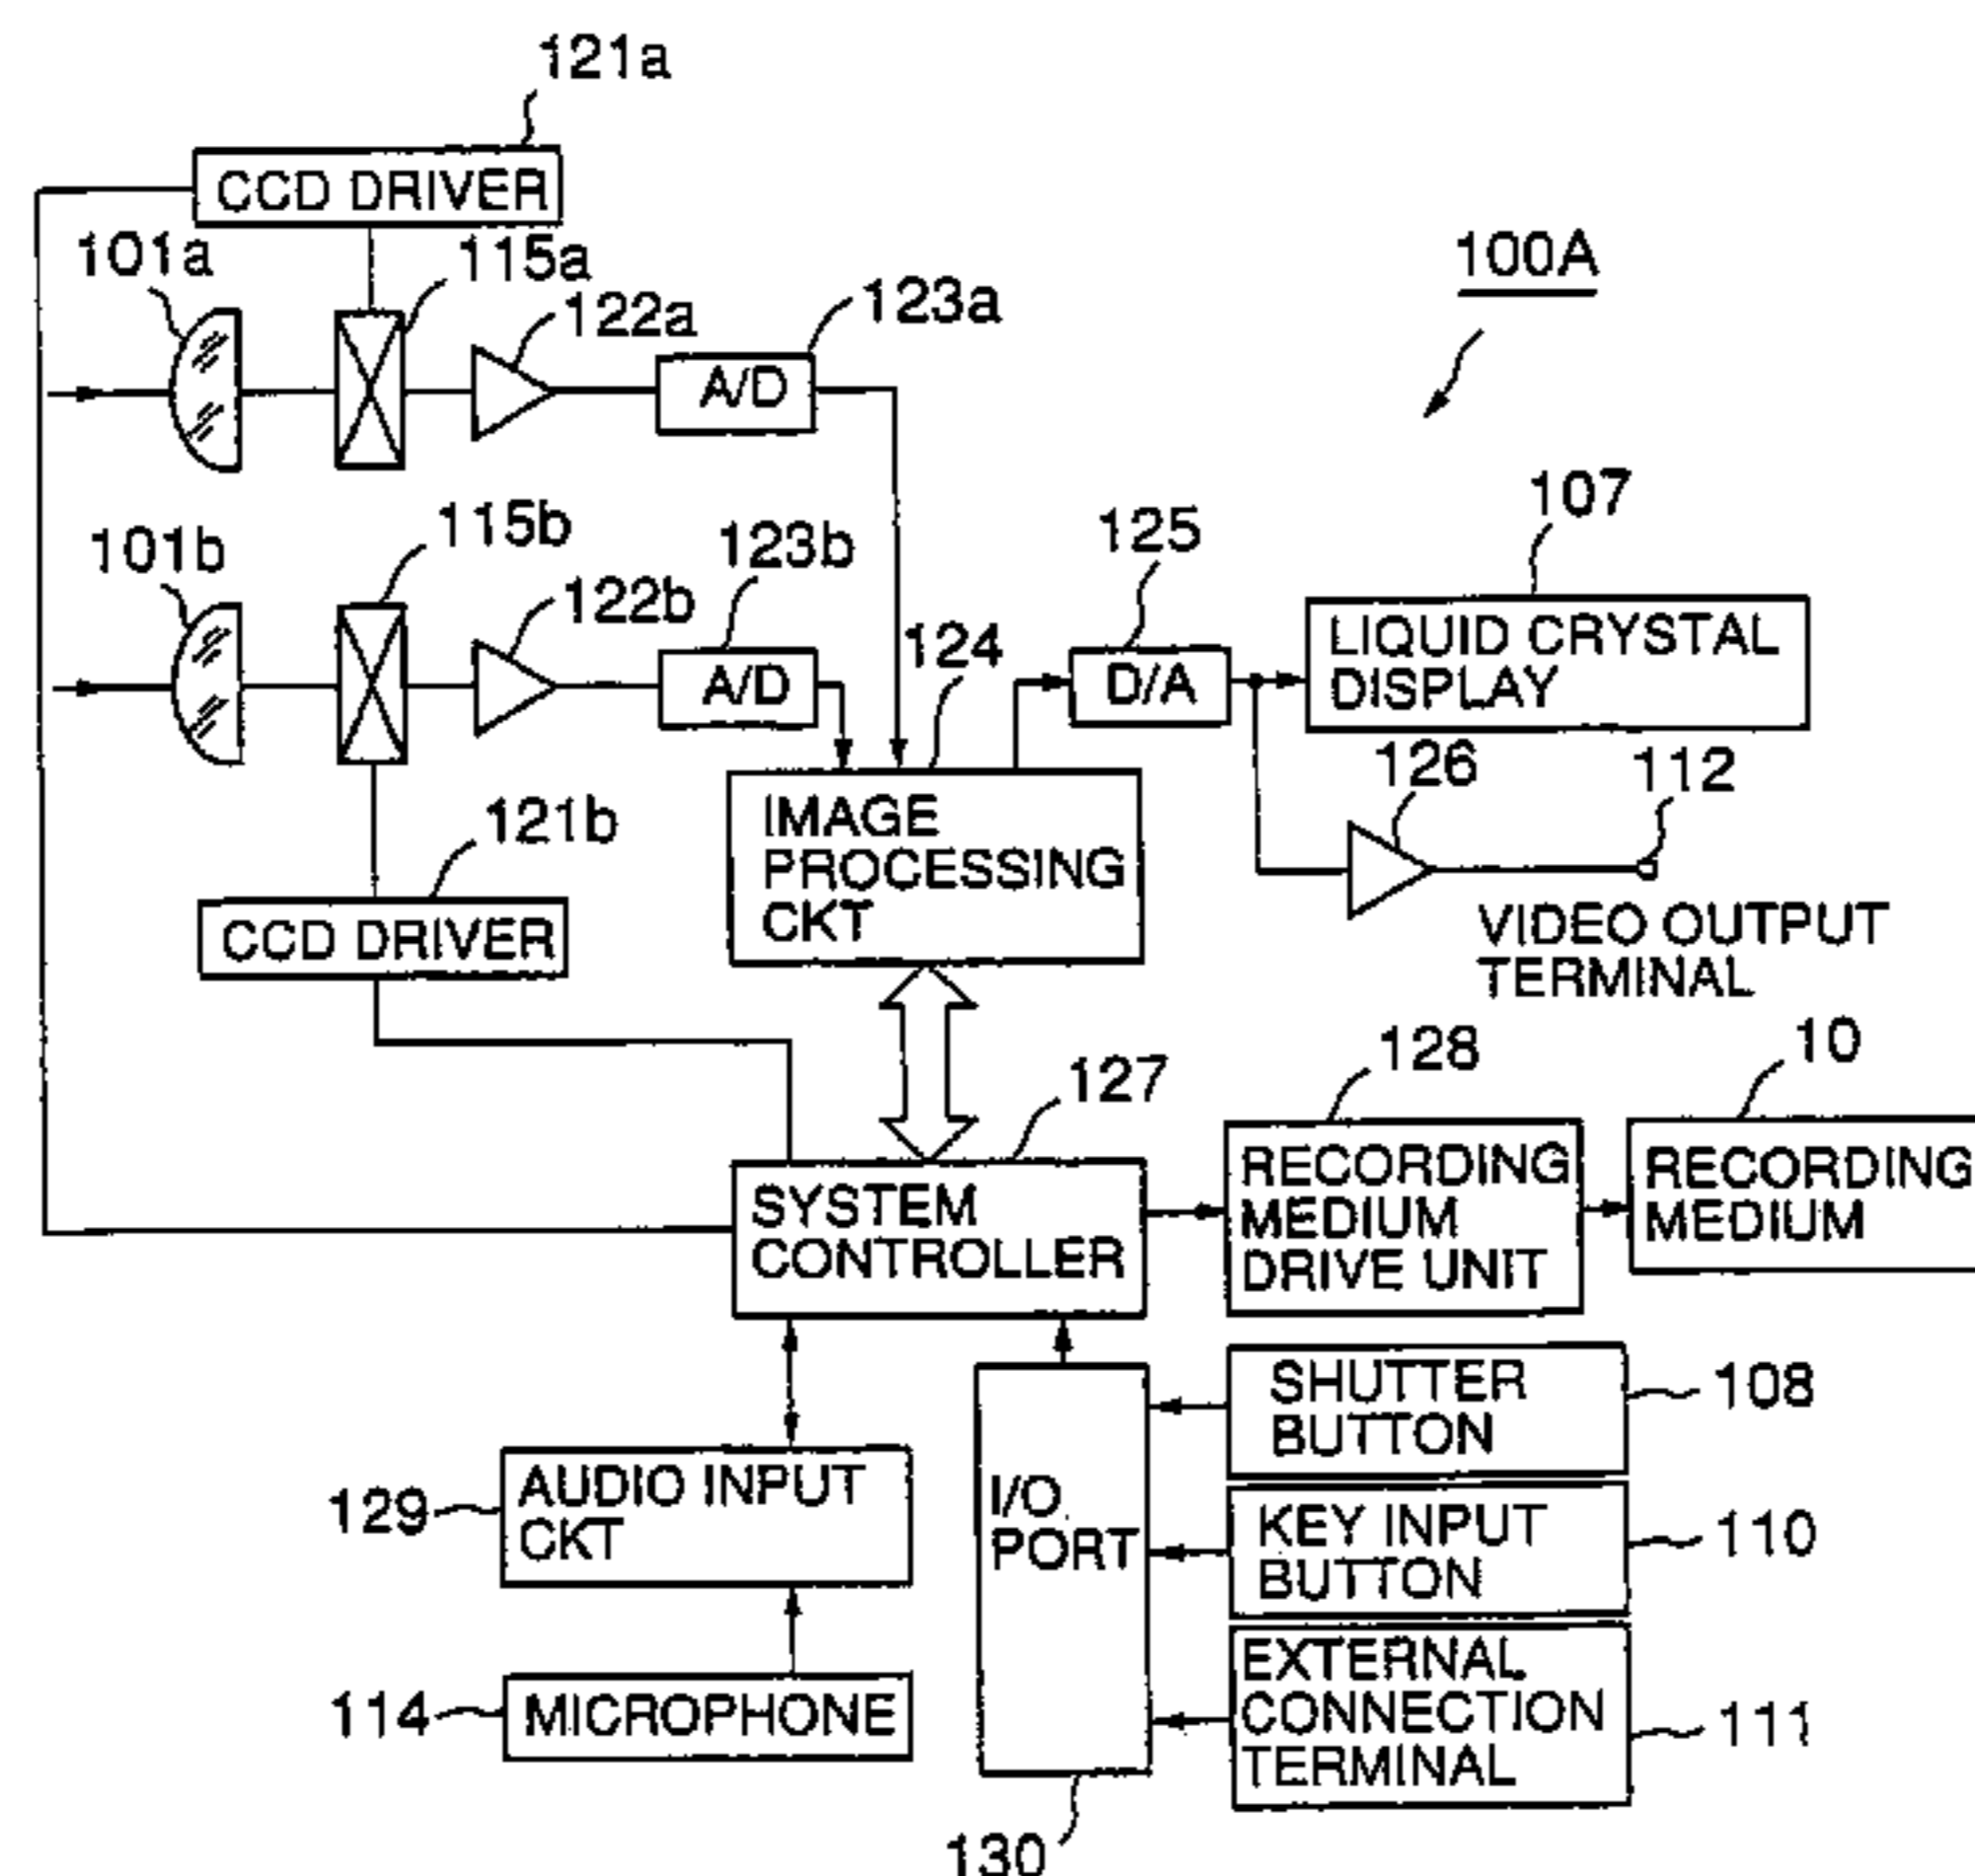 121a
CCD DRIVER
101a
115a
100A
122a
123a
A/D
107
115b
125
101b
123b
122b
124
LIQUID CRYSTAL
DISPLAY
A/D
D/A
126
112
121b
IMAGE
PROCESSING
CKT
CCD DRIVER
VIDEO OUTPUT
TERMINAL
128
10
127
RECORDING
MEDIUM
DRIVE UNIT
RECORDING
MEDIUM
SYSTEM
CONTROLLER
SHUTTER
BUTTON
108
129
AUDIO INPUT
CKT
I/O
PORT
KEY INPUT
BUTTON
110
114
MICROPHONE
EXTERNAL
CONNECTION
TERMINAL
111
130